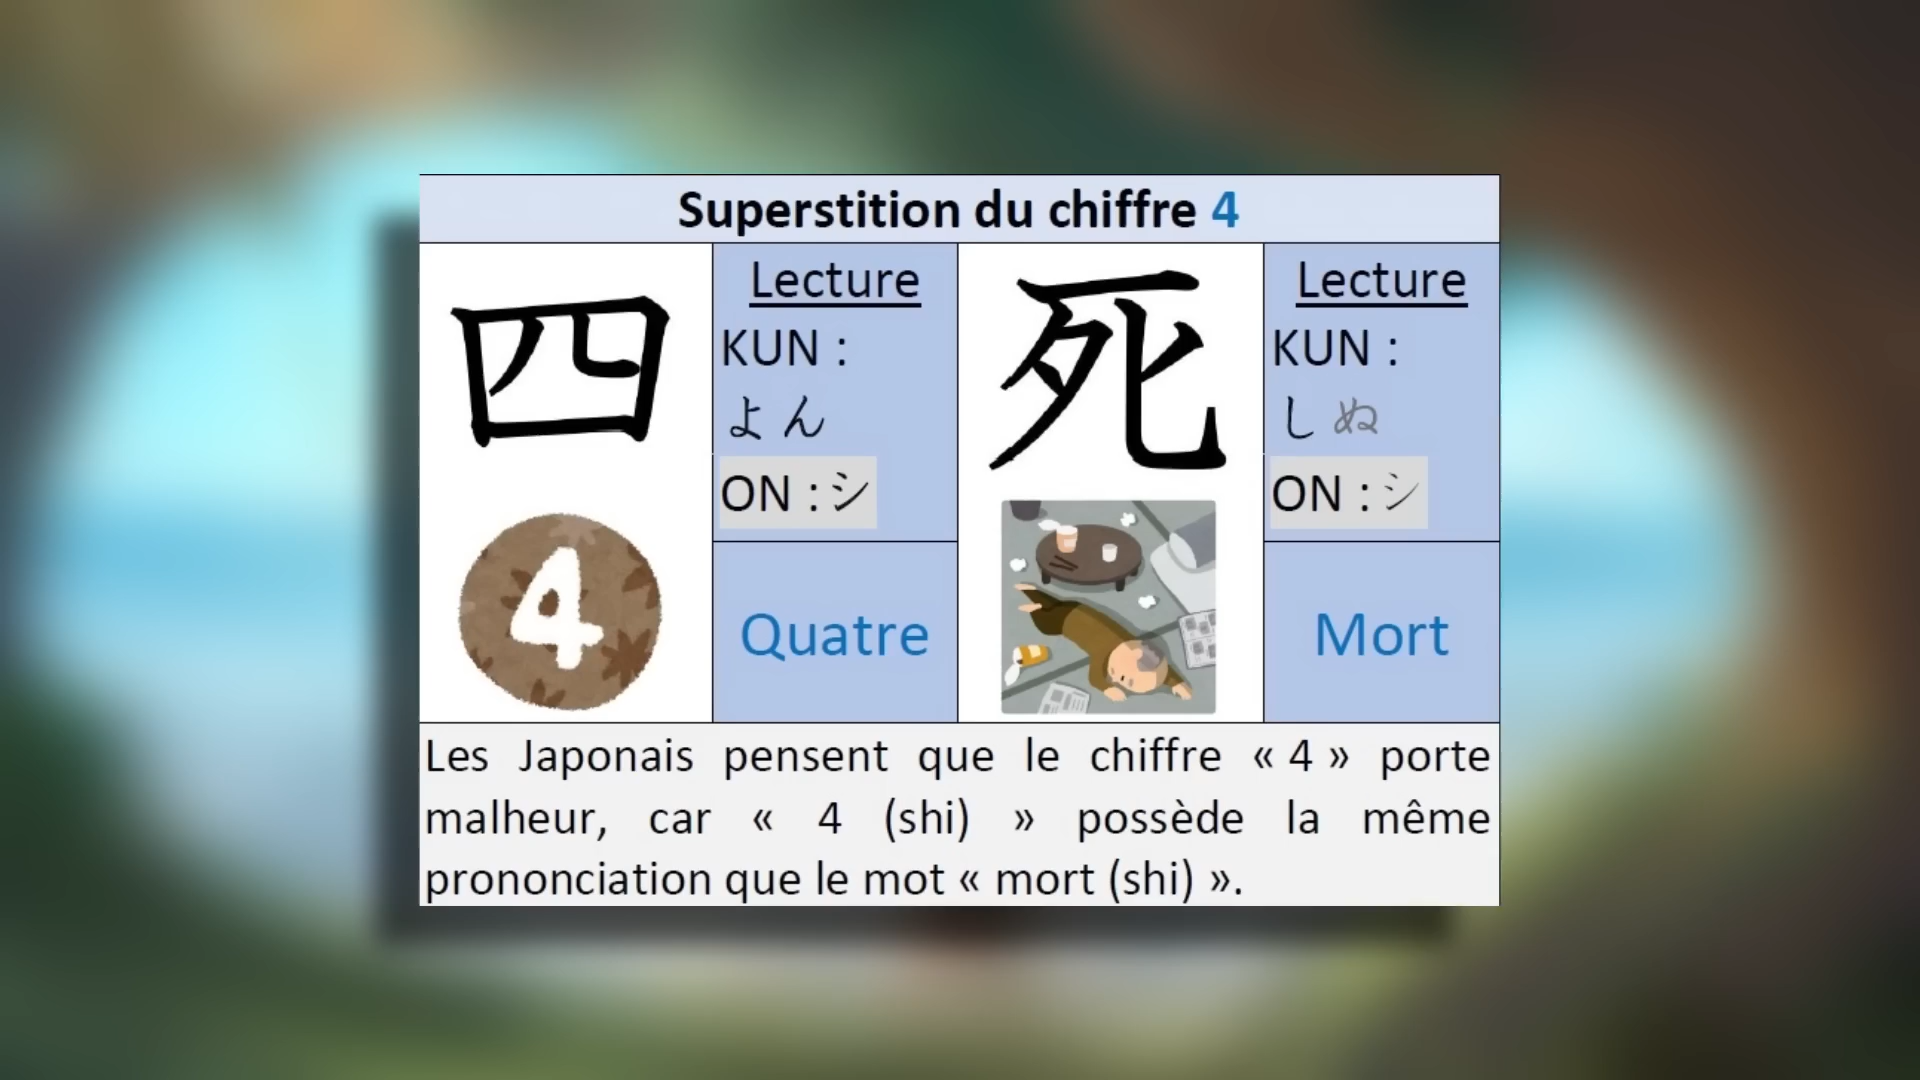 Superstition du chiffre 4
四
Lecture
KUN :
よん
ON : シ
4
Quatre
死
Lecture
KUN :
しぬ
ON : シ
Mort
Les Japonais pensent que le chiffre « 4 » porte
malheur, car « 4 (shi) » possède la même
prononciation que le mot « mort (shi) ».